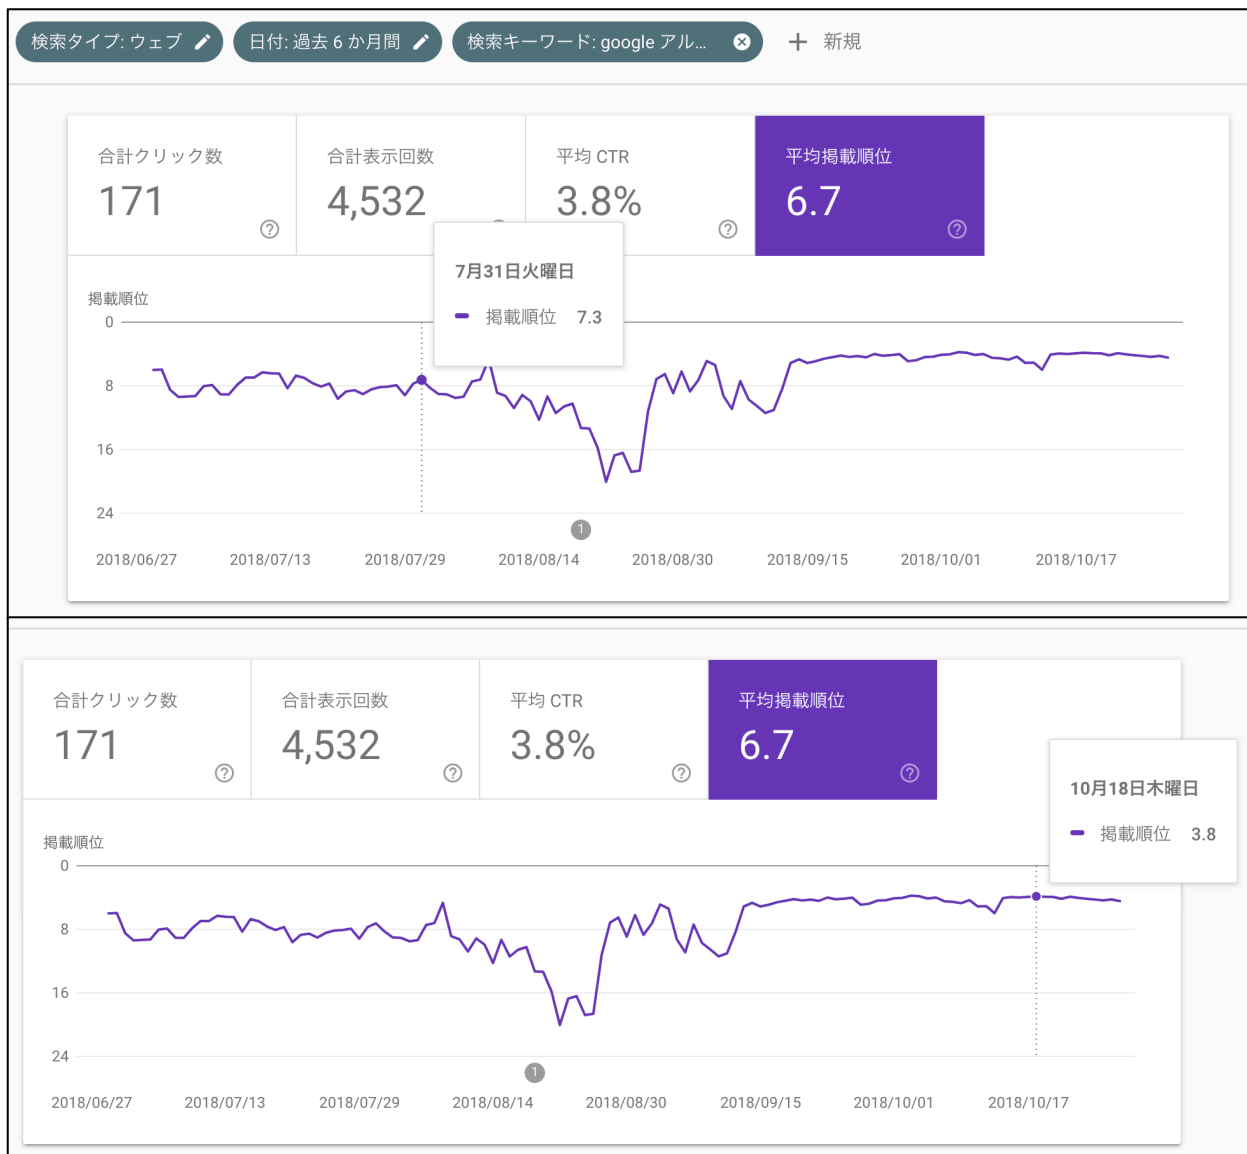 検索タイプ: ウェブ
日付: 過去 6 か月間
検索キーワード: google アル...
新規
合計クリック数
171
合計表示回数
4,532
平均 CTR
3.8%
平均掲載順位
6.7
7月31日火曜日
掲載順位 7.3
掲載順位
0
8
16
24
1
2018/06/27 2018/07/13 2018/07/29 2018/08/14 2018/08/30 2018/09/15 2018/10/01 2018/10/17
合計クリック数
171
合計表示回数
4,532
平均 CTR
3.8%
平均掲載順位
6.7
10月18日木曜日
掲載順位 3.8
掲載順位
0
8
16
24
1
2018/06/27 2018/07/13 2018/07/29 2018/08/14 2018/08/30 2018/09/15 2018/10/01 2018/10/17